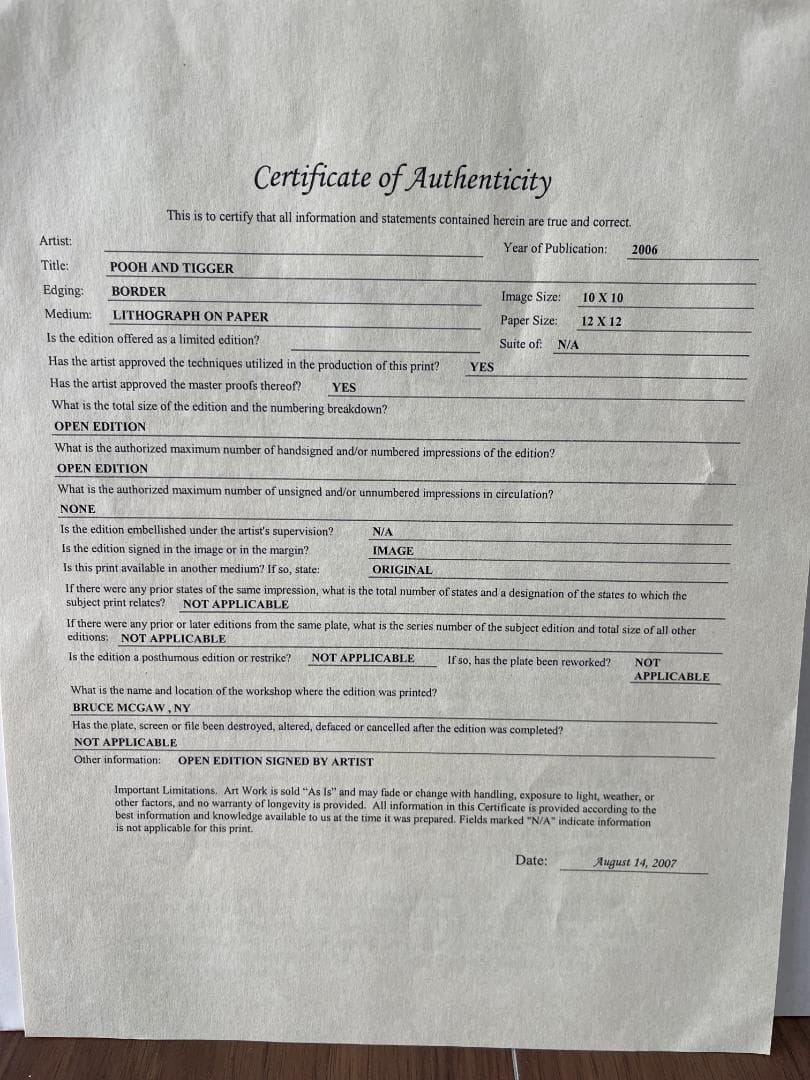 Certificate of Authenticity
This is to certify that all information and statements contained herein are true and correct.
Artist: Year of Publication: 2006
Title: POOH AND TIGGER
Edging: BORDER Image Size: 10 X 10
Medium: LITHOGRAPH ON PAPER Paper Size: 12 X 12
Is the edition offered as a limited edition? Suite of: N/A
Has the artist approved the techniques utilized in the production of this print? YES
Has the artist approved the master proofs thereof? YES
What is the total size of the edition and the numbering breakdown?
OPEN EDITION
What is the authorized maximum number of handsigned and/or numbered impressions of the edition?
OPEN EDITION
What is the authorized maximum number of unsigned and/or unnumbered impressions in circulation?
NONE
Is the edition embellished under the artist's supervision? N/A
Is the edition signed in the image or in the margin? IMAGE
Is this print available in another medium? If so, state: ORIGINAL
If there were any prior states of the same impression, what is the total number of states and a designation of the states to which the
subject print relates? NOT APPLICABLE
If there were any prior or later editions from the same plate, what is the series number of the subject edition and total size of all other
editions: NOT APPLICABLE
Is the edition a posthumous edition or restrike? NOT APPLICABLE If so, has the plate been reworked? NOT
APPLICABLE
What is the name and location of the workshop where the edition was printed?
BRUCE MCGAW , NY
Has the plate, screen or file been destroyed, altered, defaced or cancelled after the edition was completed?
NOT APPLICABLE
Other information: OPEN EDITION SIGNED BY ARTIST
Important Limitations. Art Work is sold "As Is" and may fade or change with handling, exposure to light, weather, or
other factors, and no warranty of longevity is provided. All information in this Certificate is provided according to the
best information and knowledge available to us at the time it was prepared. Fields marked "N/A" indicate information
is not applicable for this print.
Date: August 14, 2007